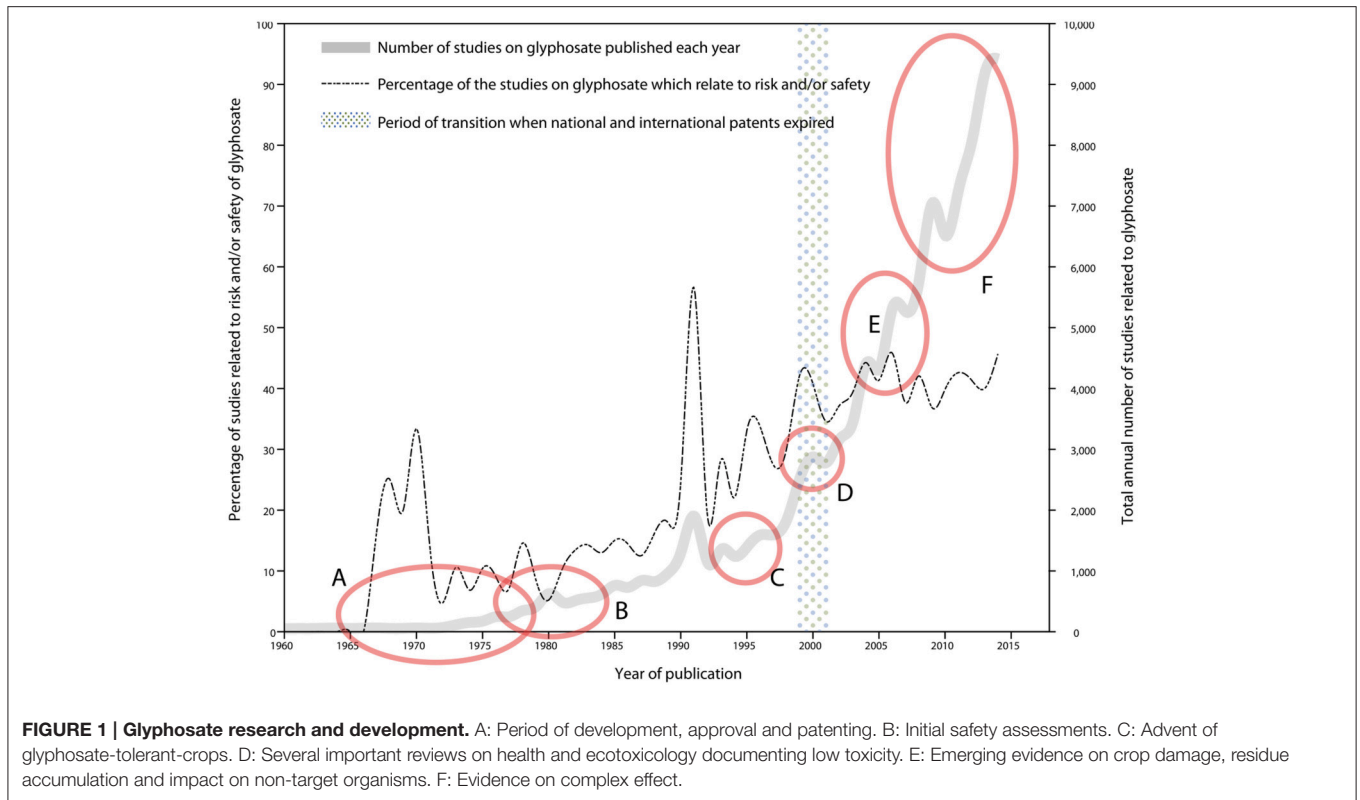 Number of studies on glyphosate published each year
Percentage of the studies on glyphosate which relate to risk and/or safety
Period of transition when national and international patents expired
Percentage of studies related to risk and/or safety of glyphosate
100
90
80
70
60
50
40
30
20
10
0
10,000
9,000
8,000
7,000
6,000
5,000
4,000
3,000
2,000
1,000
0
Total annual number of studies related to glyphosate
A
B
C
D
E
F
1960 1965 1970 1975 1980 1985 1990 1995 2000 2005 2010 2015
Year of publication
FIGURE 1 | Glyphosate research and development. A: Period of development, approval and patenting. B: Initial safety assessments. C: Advent of
glyphosate-tolerant-crops. D: Several important reviews on health and ecotoxicology documenting low toxicity. E: Emerging evidence on crop damage, residue
accumulation and impact on non-target organisms. F: Evidence on complex effect.